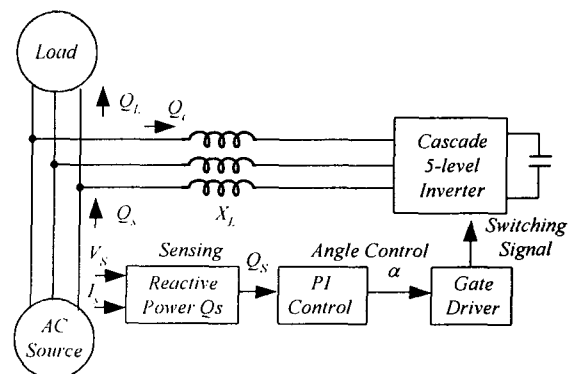 Load
Q_L
Q_i
Cascade
5-level
Inverter
Q_s
X_L
Switching
Signal
V_S
Sensing
Q_S
Angle Control
α
I_s
Reactive
Power Qs
PI
Control
Gate
Driver
AC
Source